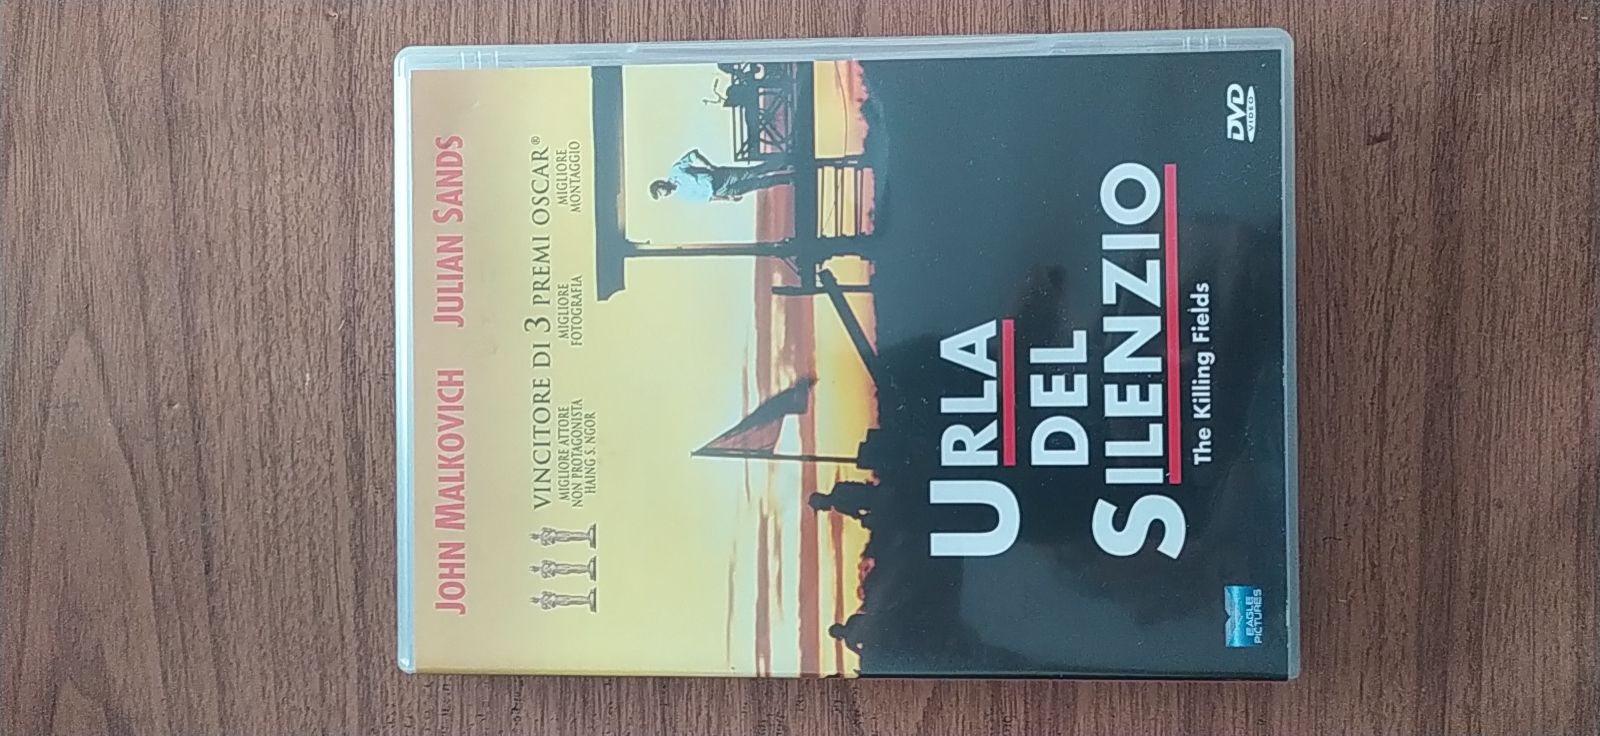 JOHN MALKOVICH JULIAN SANDS
VINCITORE DI 3 PREMI OSCAR®
MIGLIORE ATTORE
NON PROTAGONISTA
HAING S. NGOR
MIGLIORE
FOTOGRAFIA
MIGLIORE
MONTAGGIO
URLA
DEL
SILENZIO
The Killing Fields
EAGLE
PICTURES
DVD
VIDEO